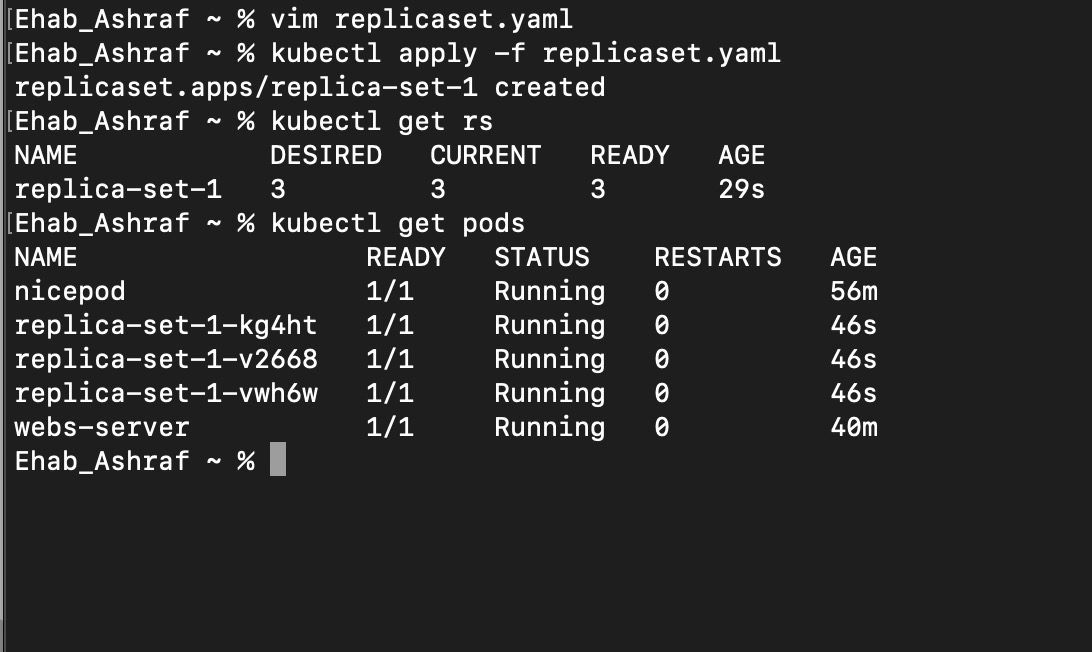 [Ehab_Ashraf ~ % vim replicaset.yaml
[Ehab_Ashraf ~ % kubectl apply -f replicaset.yaml
replicaset.apps/replica-set-1 created
[Ehab_Ashraf ~ % kubectl get rs
NAME DESIRED CURRENT READY AGE
replica-set-1 3 3 3 29s
[Ehab_Ashraf ~ % kubectl get pods
NAME READY STATUS RESTARTS AGE
nicepod 1/1 Running 0 56m
replica-set-1-kg4ht 1/1 Running 0 46s
replica-set-1-v2668 1/1 Running 0 46s
replica-set-1-vwh6w 1/1 Running 0 46s
webs-server 1/1 Running 0 40m
Ehab_Ashraf ~ %